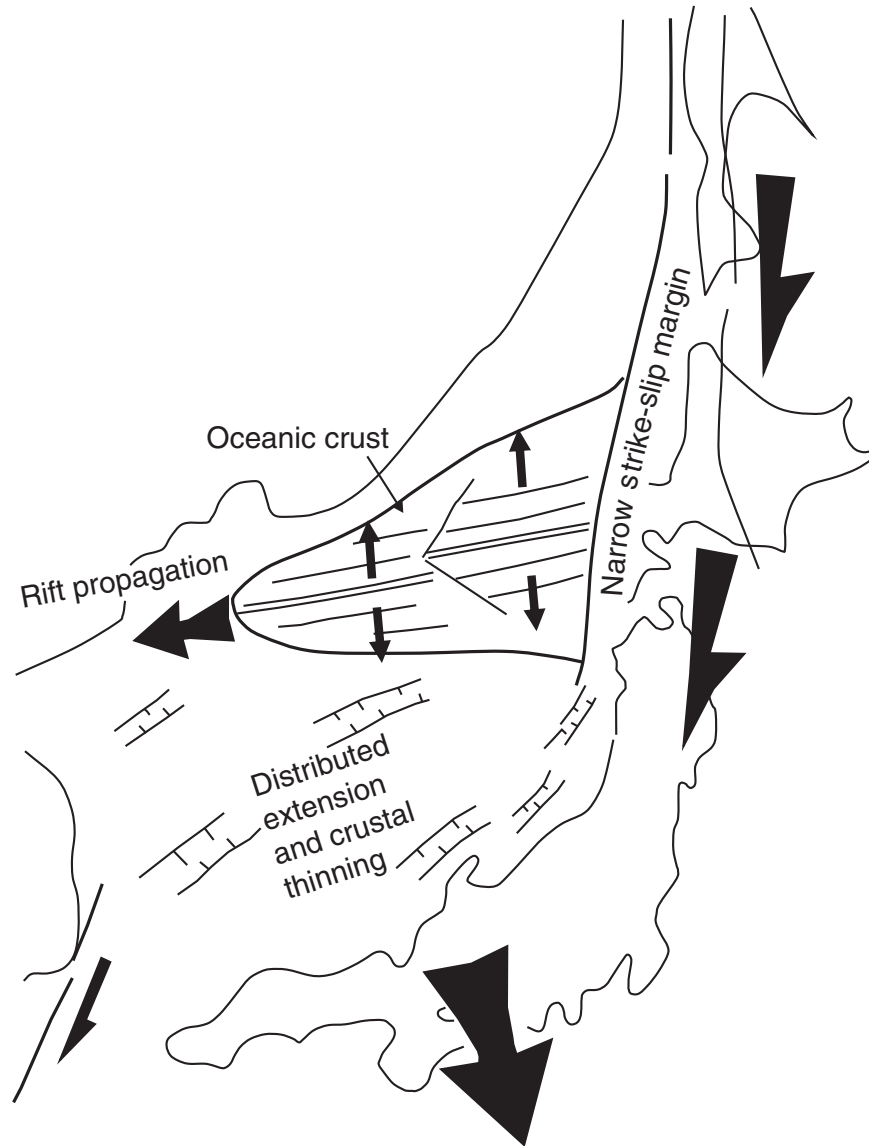 Oceanic crust
Narrow strike-slip margin
Rift propagation
Distributed
extension
and crustal
thinning